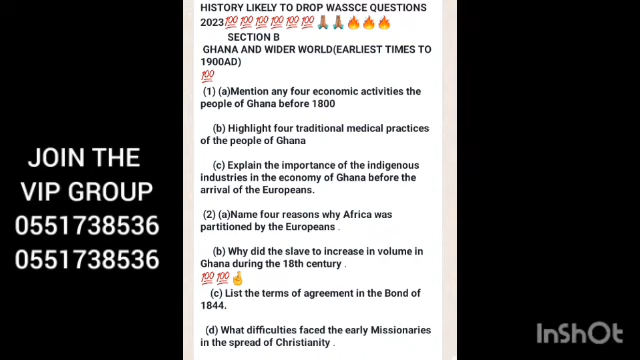 HISTORY LIKELY TO DROP WASSCE QUESTIONS
2023💯💯💯💯💯💯🙏🏽🙏🏽🔥🔥🔥
SECTION B
GHANA AND WIDER WORLD(EARLIEST TIMES TO
1900AD)
💯
(1) (a)Mention any four economic activities the
people of Ghana before 1800
(b) Highlight four traditional medical practices
of the people of Ghana
(c) Explain the importance of the indigenous
industries in the economy of Ghana before the
arrival of the Europeans.
(2) (a)Name four reasons why Africa was
partitioned by the Europeans .
(b) Why did the slave to increase in volume in
Ghana during the 18th century .
💯💯🤞
(c) List the terms of agreement in the Bond of
1844.
(d) What difficulties faced the early Missionaries
in the spread of Christianity .
JOIN THE
VIP GROUP
0551738536
0551738536
InShOt